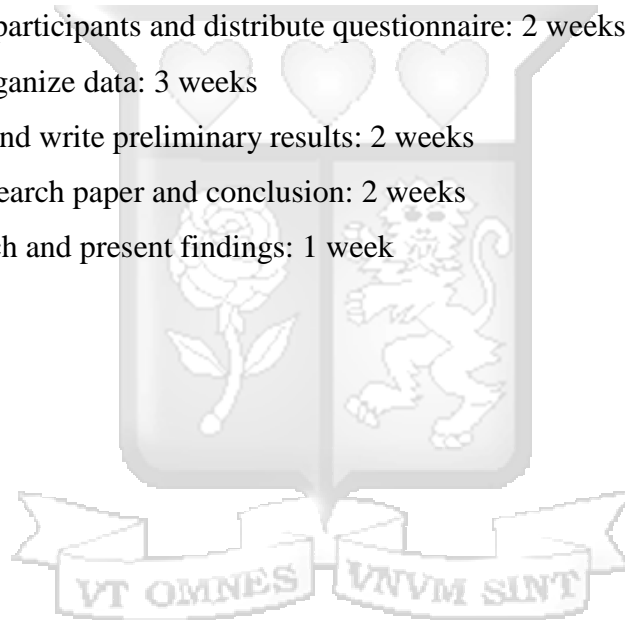 participants and distribute questionnaire: 2 weeks
ganize data: 3 weeks
nd write preliminary results: 2 weeks
earch paper and conclusion: 2 weeks
ch and present findings: 1 week
VT OMNES VNVM SINT